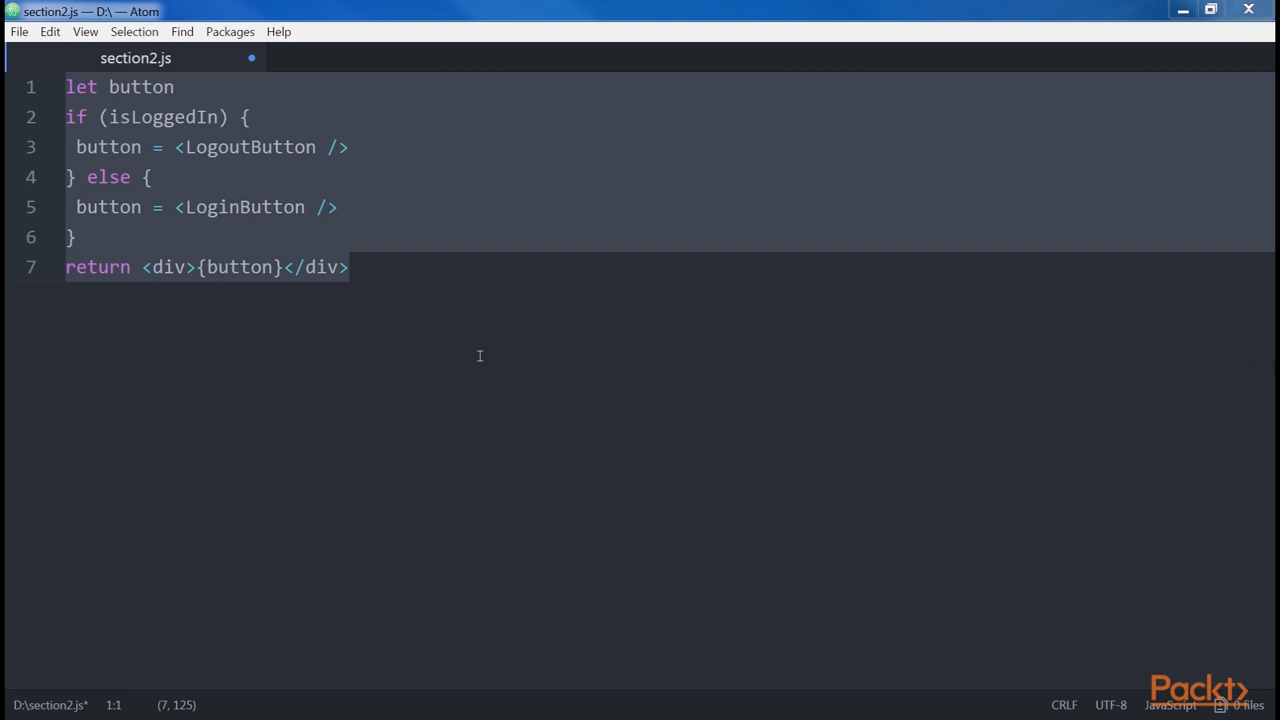 section2.js — D:\ — Atom
File Edit View Selection Find Packages Help
section2.js
1 let button
2 if (isLoggedIn) {
3 button = <LogoutButton />
4 } else {
5 button = <LoginButton />
6 }
7 return <div>{button}</div>
Packt>
D:\section2.js* 1:1 (7, 125) CRLF UTF-8 JavaScript 0 files